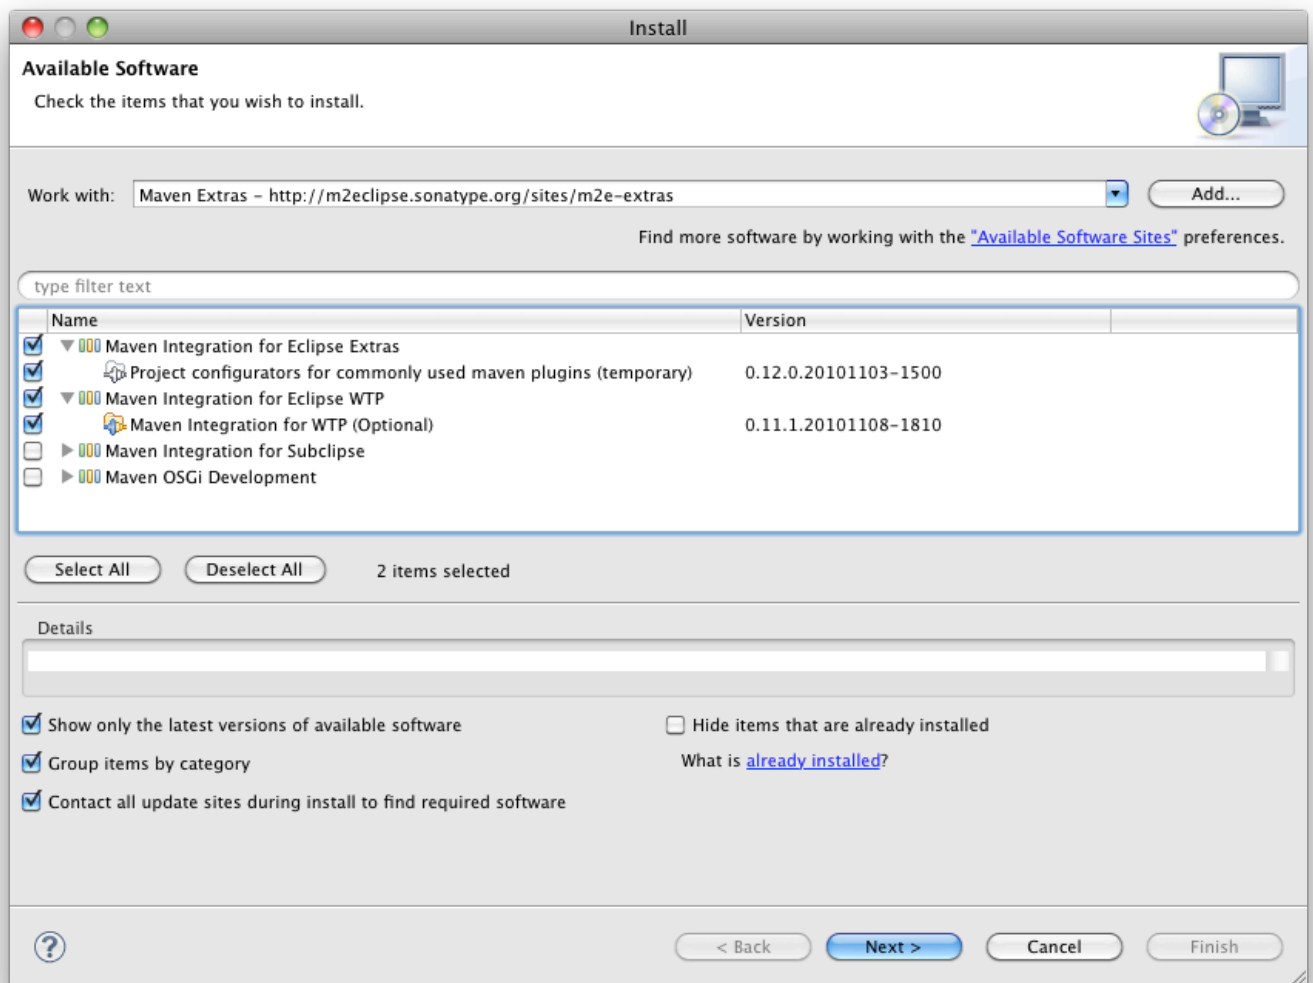 Install
Available Software
Check the items that you wish to install.
Work with: Maven Extras – http://m2eclipse.sonatype.org/sites/m2e-extras Add...
Find more software by working with the "Available Software Sites" preferences.
type filter text
Name Version
Maven Integration for Eclipse Extras
Project configurators for commonly used maven plugins (temporary) 0.12.0.20101103-1500
Maven Integration for Eclipse WTP
Maven Integration for WTP (Optional) 0.11.1.20101108-1810
Maven Integration for Subclipse
Maven OSGi Development
Select All Deselect All 2 items selected
Details
Show only the latest versions of available software Hide items that are already installed
Group items by category What is already installed?
Contact all update sites during install to find required software
? < Back Next > Cancel Finish